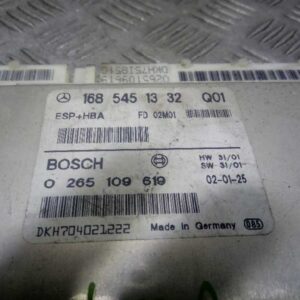 168 545 13 32 Q01
ESP+HBA FD 02M01
BOSCH
HW 31/01
SW 31/01
0 265 109 619 02-01-25
DKH704021222 Made in Germany 085